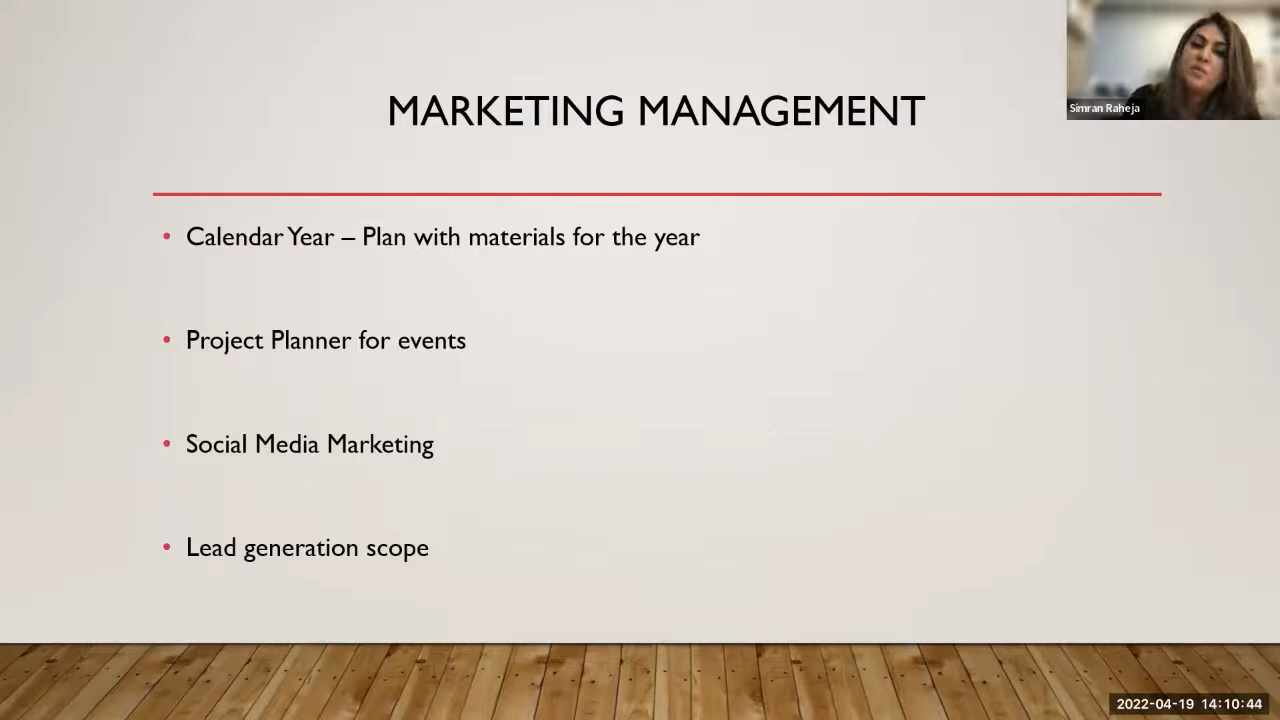 Simran Raheja
MARKETING MANAGEMENT
• Calendar Year – Plan with materials for the year
• Project Planner for events
• Social Media Marketing
• Lead generation scope
2022-04-19 14:10:44